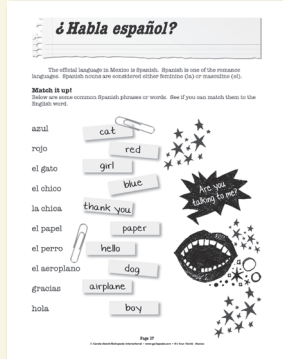 ¿Habla español?
The official language in Mexico is Spanish. Spanish is one of the romance
languages. Spanish nouns are considered either feminine (la) or masculine (el).
Match it up!
Below are some common Spanish phrases or words. See if you can match them to the
English word.
azul
cat
rojo
red
el gato
girl
el chico
blue
la chica
thank you
el papel
paper
el perro
hello
el aeroplano
dog
gracias
airplane
hola
boy
Are you
talking to me?
Page 27